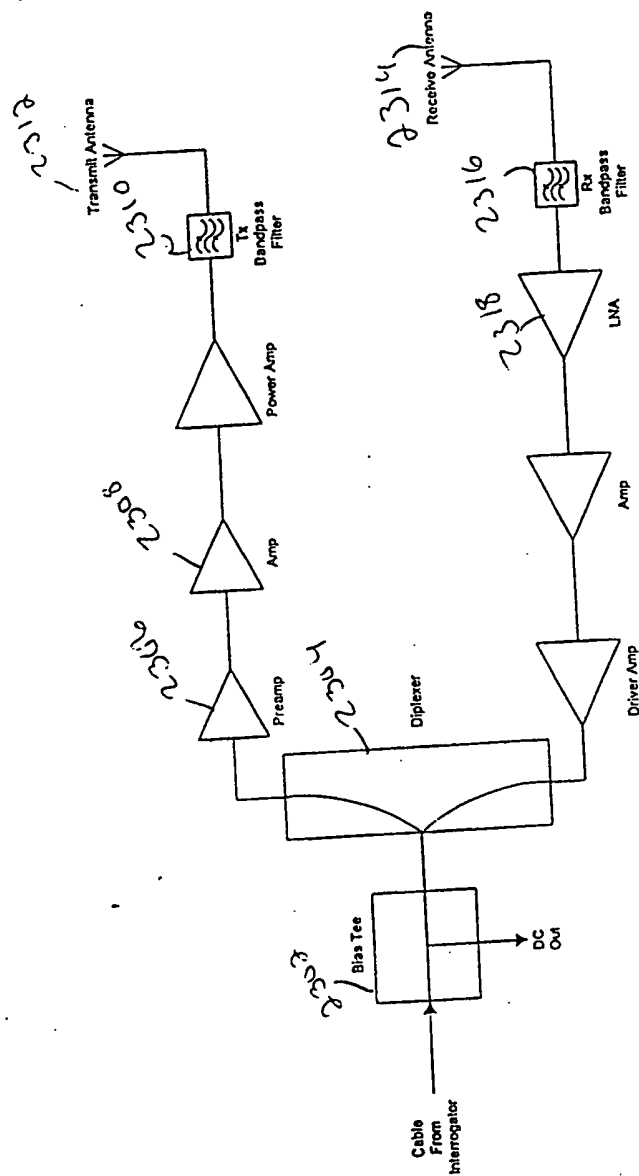 Cable
From
Interrogator
Bias Tee
2302
DC
Out
Diplexer
2304
Preamp
2306
Amp
2308
Power Amp
Tx
Bandpass
Filter
2310
Transmit Antenna
2312
Driver Amp
Amp
LNA
2318
Rx
Bandpass
Filter
2316
Receive Antenna
2314